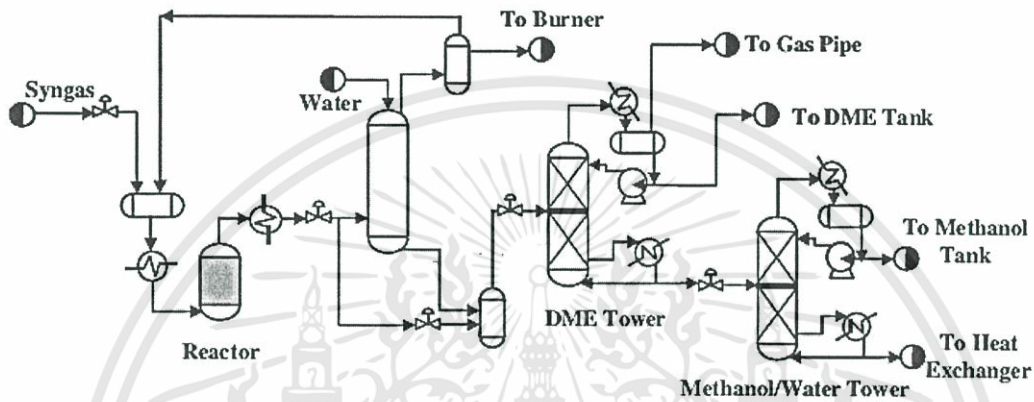 To Burner
To Gas Pipe
Syngas
Water
To DME Tank
To Methanol
Tank
DME Tower
Reactor
To Heat
Exchanger
Methanol/Water Tower